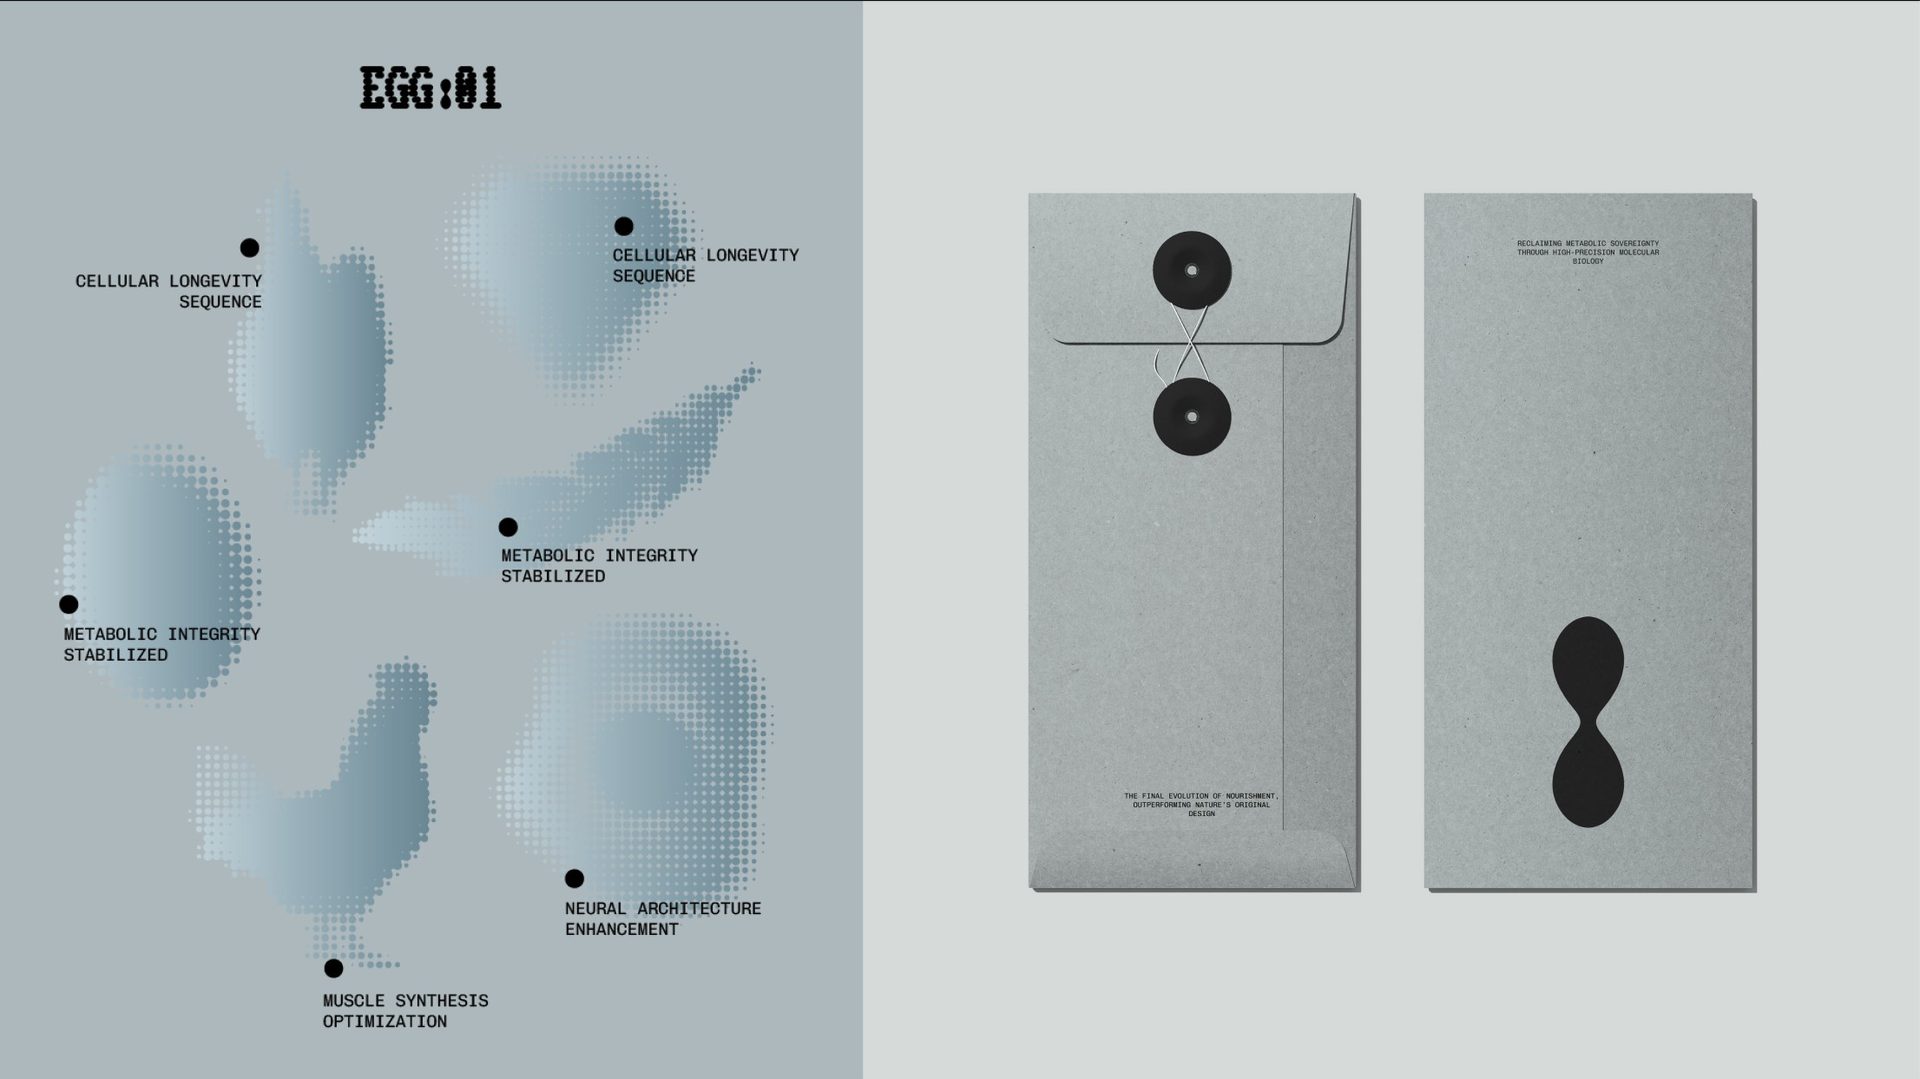 EGG:01
CELLULAR LONGEVITY
SEQUENCE
CELLULAR LONGEVITY
SEQUENCE
METABOLIC INTEGRITY
STABILIZED
METABOLIC INTEGRITY
STABILIZED
NEURAL ARCHITECTURE
ENHANCEMENT
MUSCLE SYNTHESIS
OPTIMIZATION
THE FINAL EVOLUTION OF NOURISHMENT,
OUTPERFORMING NATURE'S ORIGINAL
DESIGN
RECLAIMING METABOLIC SOVEREIGNTY
THROUGH HIGH-PRECISION MOLECULAR
BIOLOGY